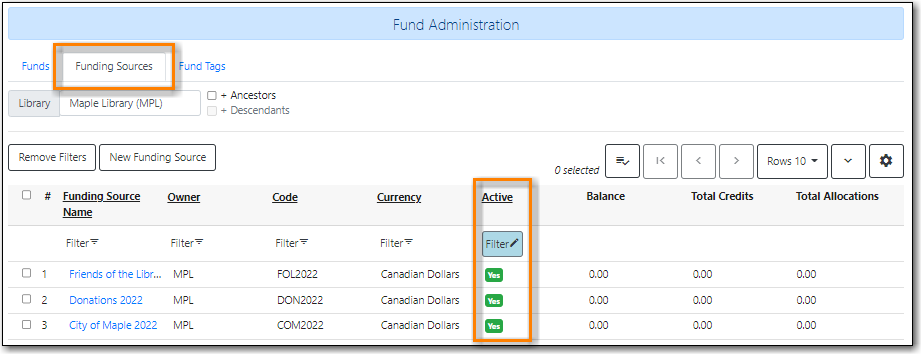 Fund Administration
Funds Funding Sources Fund Tags
Library Maple Library (MPL) + Ancestors
+ Descendants
Remove Filters New Funding Source 0 selected Rows 10
# Funding Source Name Owner Code Currency Active Balance Total Credits Total Allocations
Filter Filter Filter Filter Filter
1 Friends of the Libr... MPL FOL2022 Canadian Dollars Yes 0.00 0.00 0.00
2 Donations 2022 MPL DON2022 Canadian Dollars Yes 0.00 0.00 0.00
3 City of Maple 2022 MPL COM2022 Canadian Dollars Yes 0.00 0.00 0.00